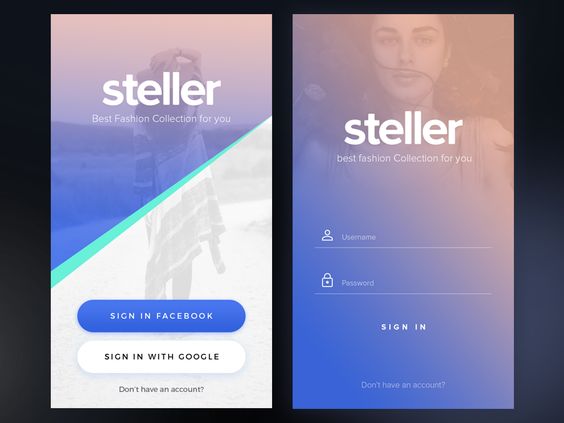 steller
Best Fashion Collection for you
SIGN IN FACEBOOK
SIGN IN WITH GOOGLE
Don't have an account?
steller
best fashion Collection for you
Username
Password
SIGN IN
Don't have an account?